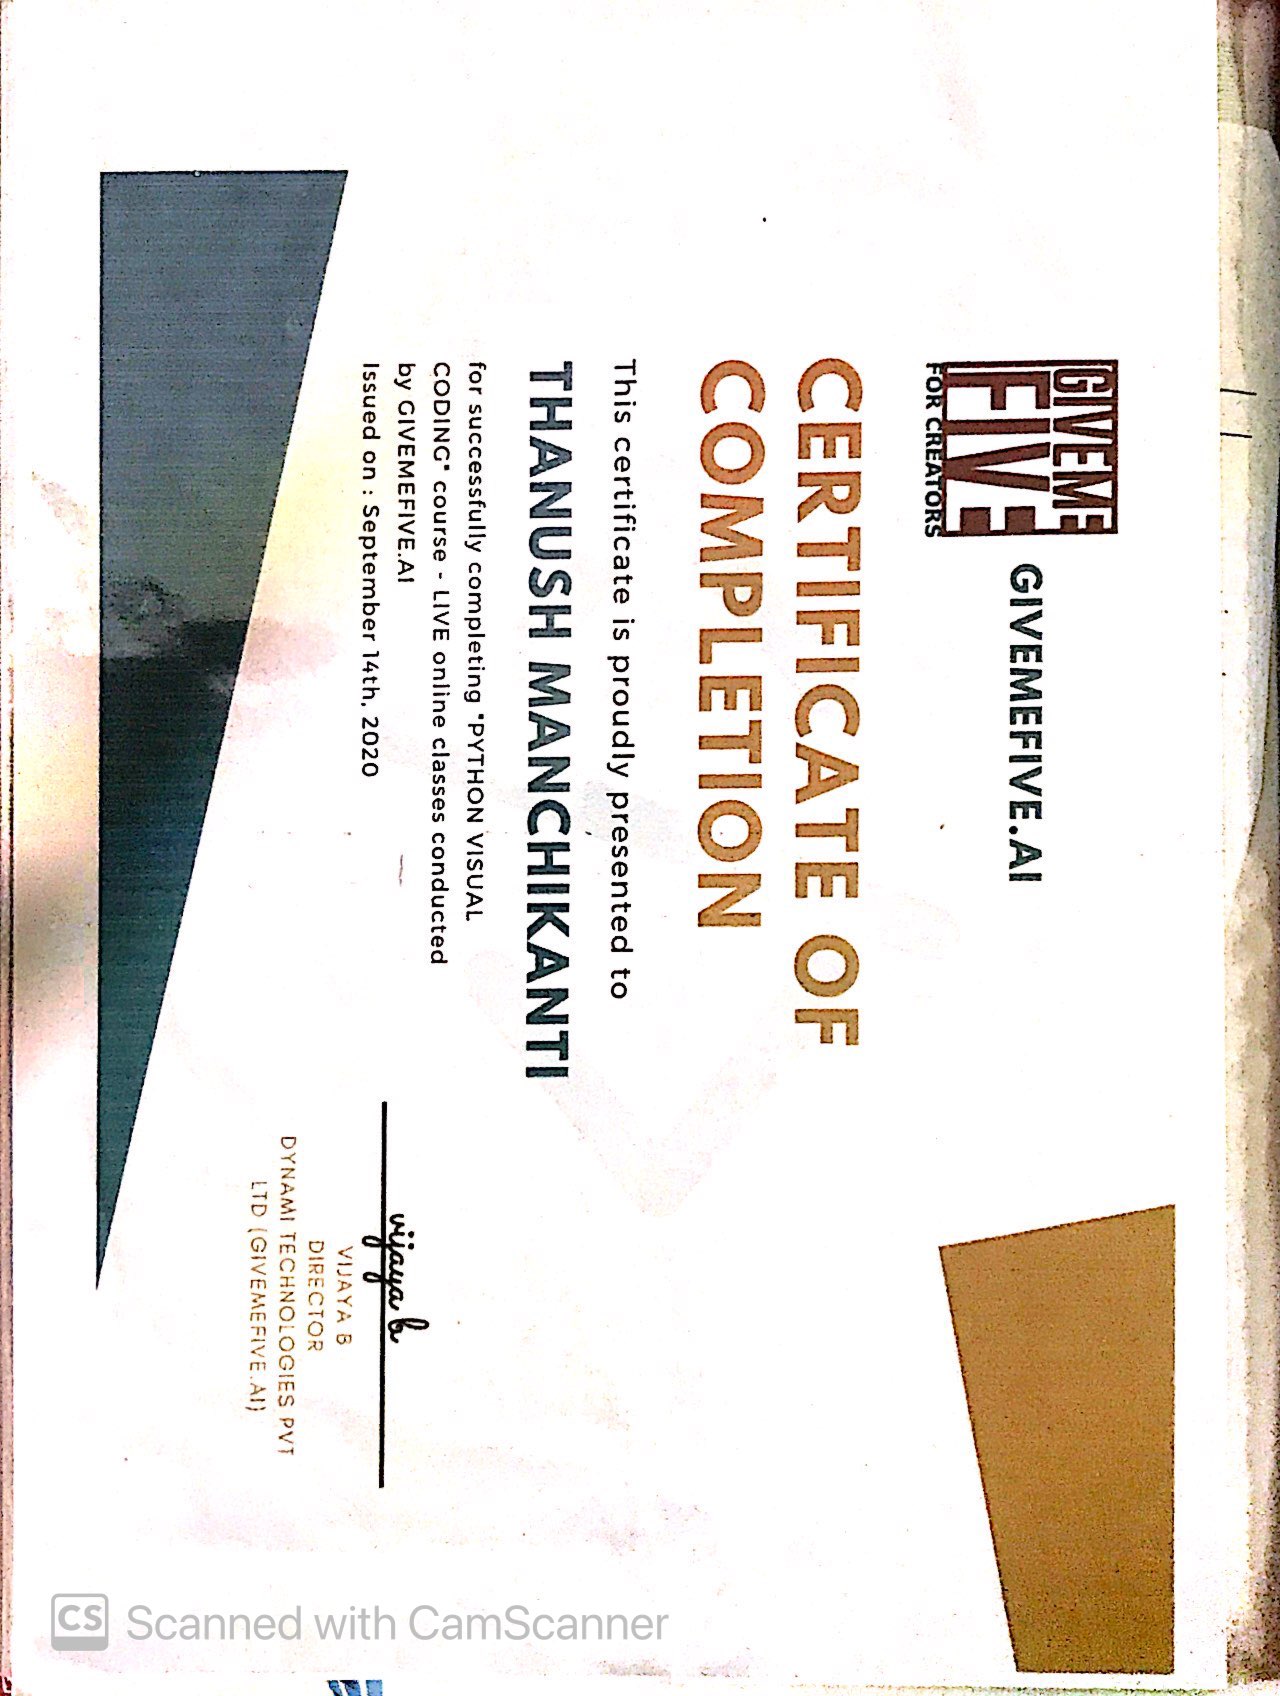 GIVEME
FIVE
FOR CREATORS
GIVEMEFIVE.AI
CERTIFICATE OF
COMPLETION
This certificate is proudly presented to
THANUSH MANCHIKANTI
for successfully completing "PYTHON VISUAL
CODING" course - LIVE online classes conducted
by GIVEMEFIVE.AI
Issued on : September 14th, 2020
vijaya b
VIJAYA B
DIRECTOR
DYNAMI TECHNOLOGIES PVT
LTD (GIVEMEFIVE.AI)
CS Scanned with CamScanner